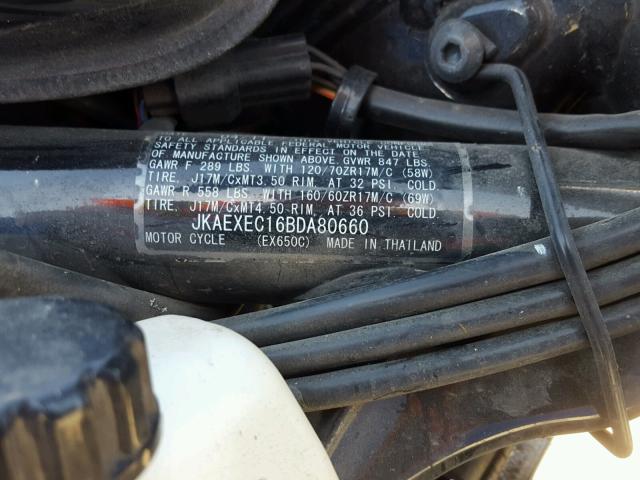 TO ALL APPLICABLE FEDERAL MOTOR VEHICLE
SAFETY STANDARDS IN EFFECT ON THE DATE
OF MANUFACTURE SHOWN ABOVE. GVWR 847 LBS.
GAWR F 289 LBS. WITH 120/70ZR17M/C (58W)
TIRE. J17M/CxMT3.50 RIM. AT 32 PSI. COLD.
GAWR R 558 LBS. WITH 160/60ZR17M/C (69W)
TIRE. J17M/CxMT4.50 RIM. AT 36 PSI. COLD.
JKAEXEC16BDA80660
MOTOR CYCLE (EX650C) MADE IN THAILAND